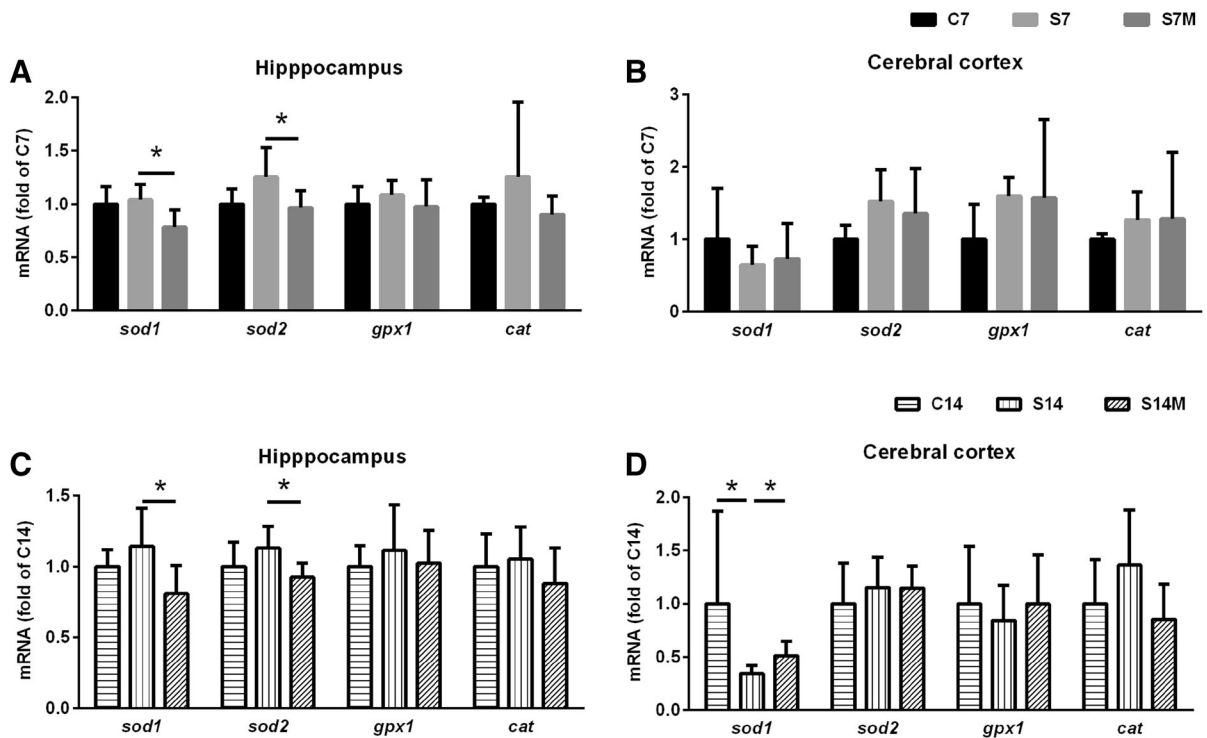 C7 S7 S7M
A Hipppocampus
mRNA (fold of C7)
2.0
1.5
1.0
0.5
0.0
*
*
sod1 sod2 gpx1 cat
B Cerebral cortex
mRNA (fold of C7)
3
2
1
0
sod1 sod2 gpx1 cat
C14 S14 S14M
C Hipppocampus
mRNA (fold of C14)
1.5
1.0
0.5
0.0
*
*
sod1 sod2 gpx1 cat
D Cerebral cortex
mRNA (fold of C14)
2.0
1.5
1.0
0.5
0.0
* *
sod1 sod2 gpx1 cat